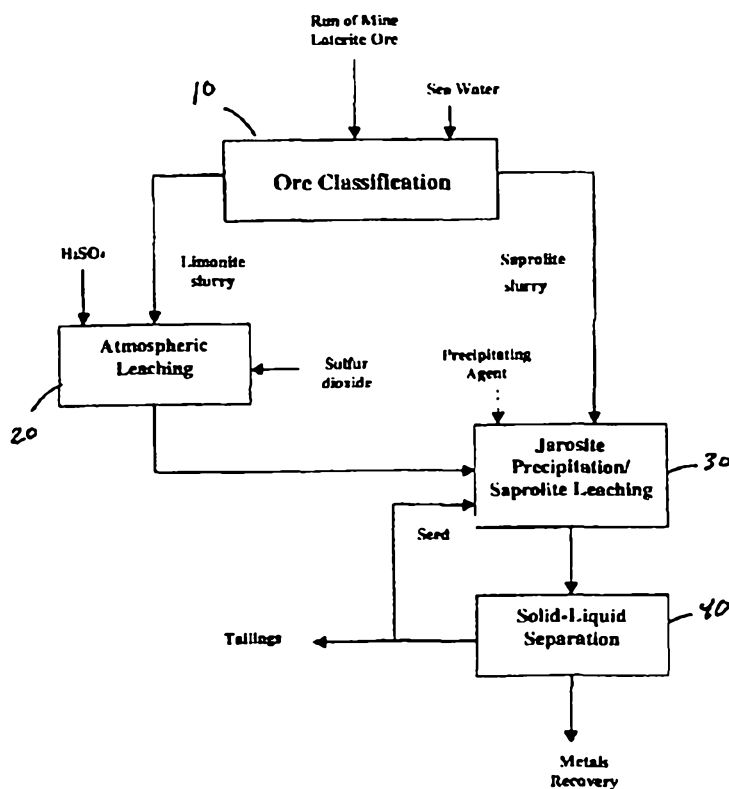 Run of Mine
Laterite Ore
10
Sea Water
Ore Classification
H₂SO₄
Limonite
slurry
Saprolite
slurry
Atmospheric
Leaching
Sulfur
dioxide
Precipitating
Agent
20
Jarosite
Precipitation/
Saprolite Leaching
30
Seed
Tailings
Solid-Liquid
Separation
40
Metals
Recovery